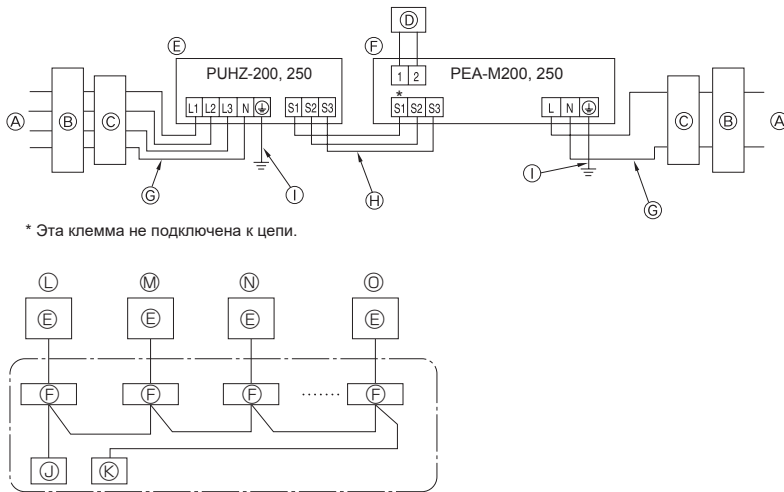 Ⓓ
Ⓔ Ⓕ
PUHZ-200, 250
1 2 PEA-M200, 250
*
L1 L2 L3 N S1 S2 S3
S1 S2 S3 L N
Ⓐ Ⓑ Ⓒ
Ⓒ Ⓑ Ⓐ
Ⓖ Ⓘ Ⓗ Ⓘ Ⓖ
* Эта клемма не подключена к цепи.
Ⓛ Ⓜ Ⓝ Ⓞ
Ⓔ Ⓔ Ⓔ Ⓔ
Ⓕ Ⓕ Ⓕ ....... Ⓕ
Ⓙ Ⓚ